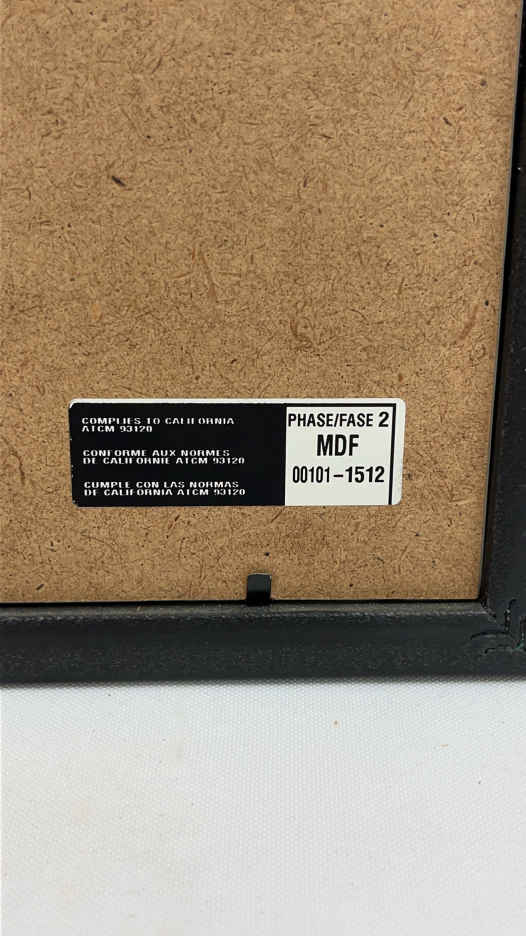 COMPLIES TO CALIFORNIA
ATCM 93120
CONFORME AUX NORMES
DE CALIFORNIE ATCM 93120
CUMPLE CON LAS NORMAS
DE CALIFORNIA ATCM 93120
PHASE/FASE 2
MDF
00101-1512